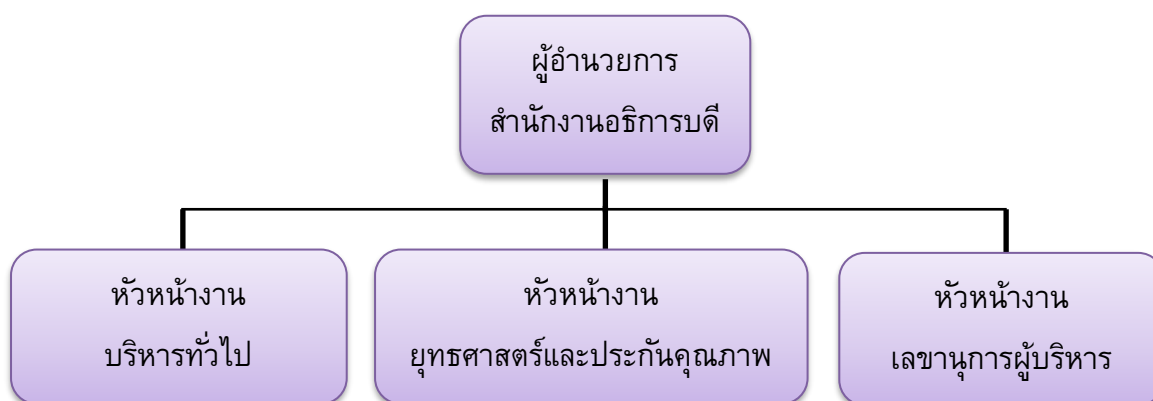 ผู้อำนวยการ
สำนักงานอธิการบดี
หัวหน้างาน
บริหารทั่วไป
หัวหน้างาน
ยุทธศาสตร์และประกันคุณภาพ
หัวหน้างาน
เลขานุการผู้บริหาร